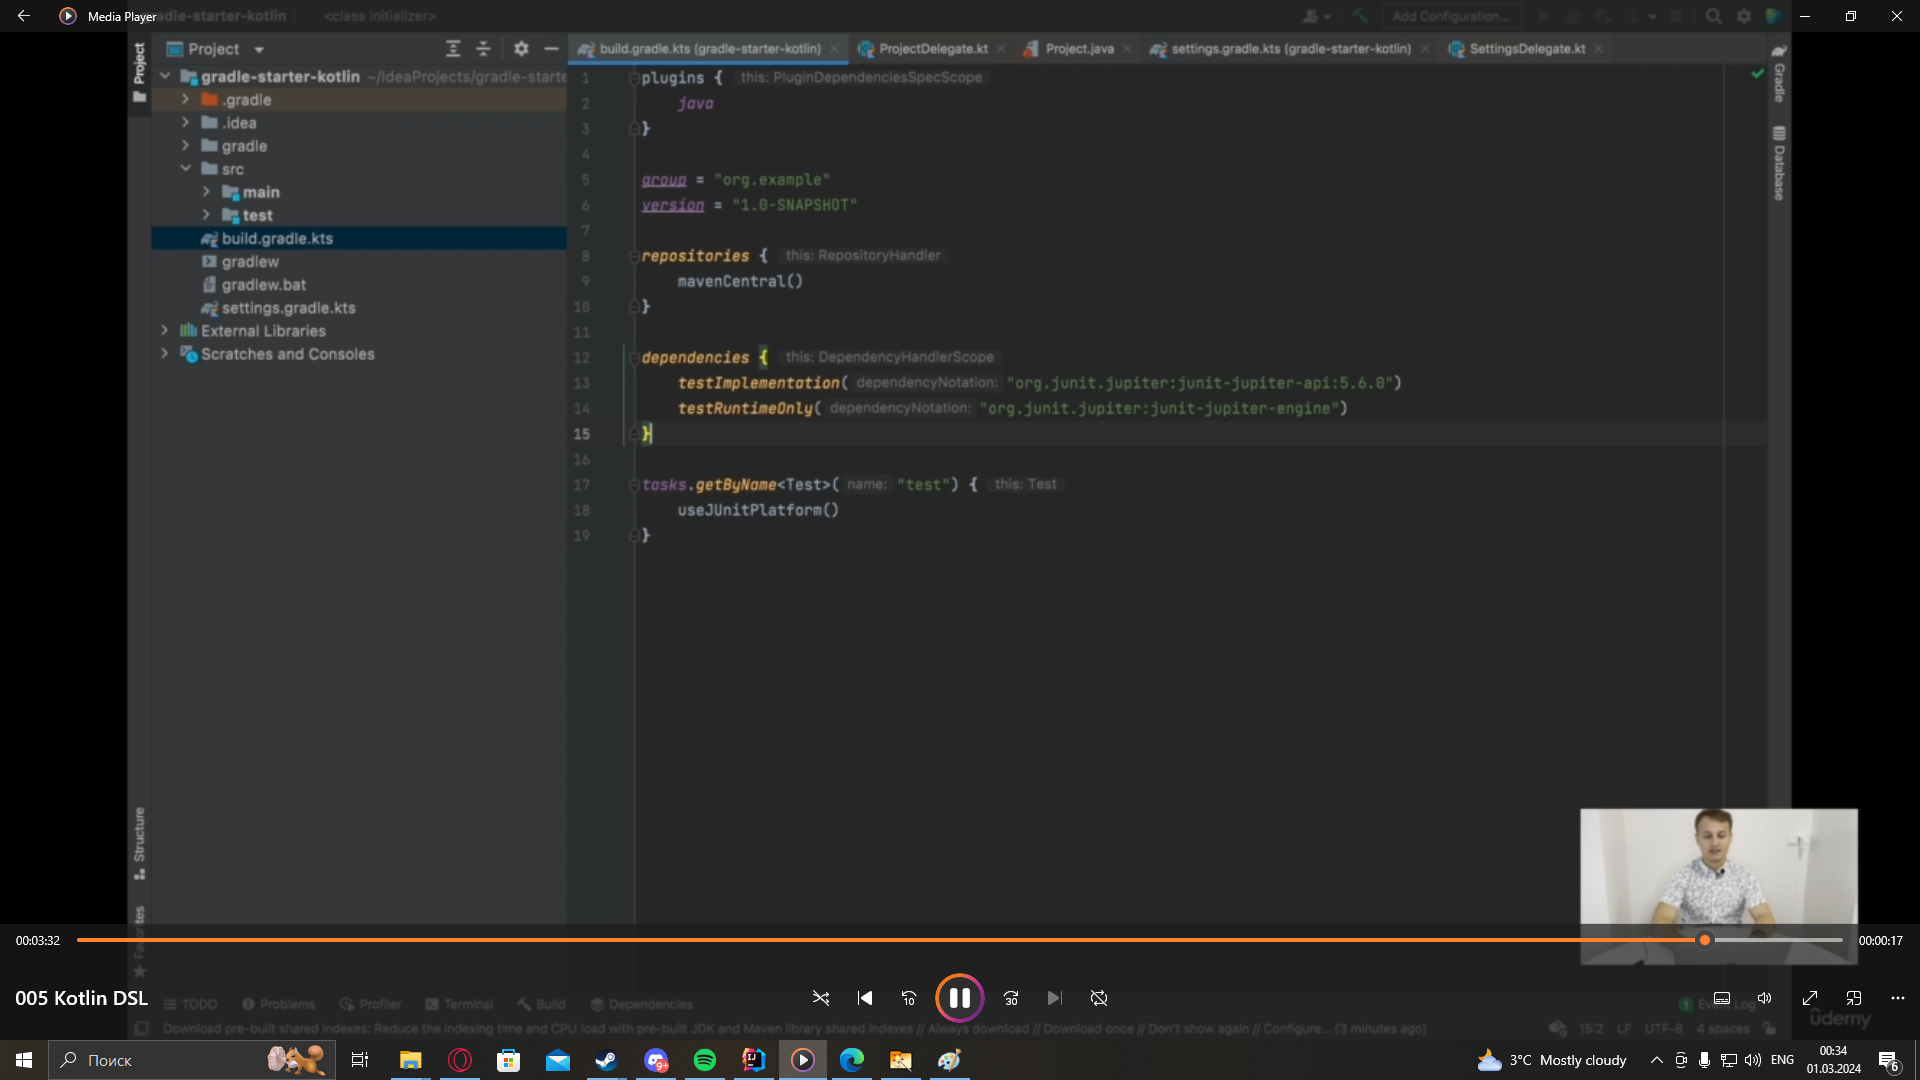 Media Player
gradle-starter-kotlin <class initializer>
Add Configuration...
Project
build.gradle.kts (gradle-starter-kotlin)
ProjectDelegate.kt
Project.java
settings.gradle.kts (gradle-starter-kotlin)
SettingsDelegate.kt
Project
gradle-starter-kotlin ~/IdeaProjects/gradle-starte
.gradle
.idea
gradle
src
main
test
build.gradle.kts
gradlew
gradlew.bat
settings.gradle.kts
External Libraries
Scratches and Consoles
Structure
Favorites
1 plugins { this: PluginDependenciesSpecScope
2 java
3 }
4
5 group = "org.example"
6 version = "1.0-SNAPSHOT"
7
8 repositories { this: RepositoryHandler
9 mavenCentral()
10 }
11
12 dependencies { this: DependencyHandlerScope
13 testImplementation( dependencyNotation: "org.junit.jupiter:junit-jupiter-api:5.6.0")
14 testRuntimeOnly( dependencyNotation: "org.junit.jupiter:junit-jupiter-engine")
15 }
16
17 tasks.getByName<Test>( name: "test") { this: Test
18 useJUnitPlatform()
19 }
Gradle
Database
00:03:32
00:00:17
005 Kotlin DSL
TODO Problems Profiler Terminal Build Dependencies
10
30
1 Event Log
Download pre-built shared indexes: Reduce the indexing time and CPU load with pre-built JDK and Maven library shared indexes // Always download // Download once // Don't show again // Configure... (3 minutes ago)
15:2 LF UTF-8 4 spaces
udemy
Поиск
9+
3°C Mostly cloudy
ENG
00:34
01.03.2024
6